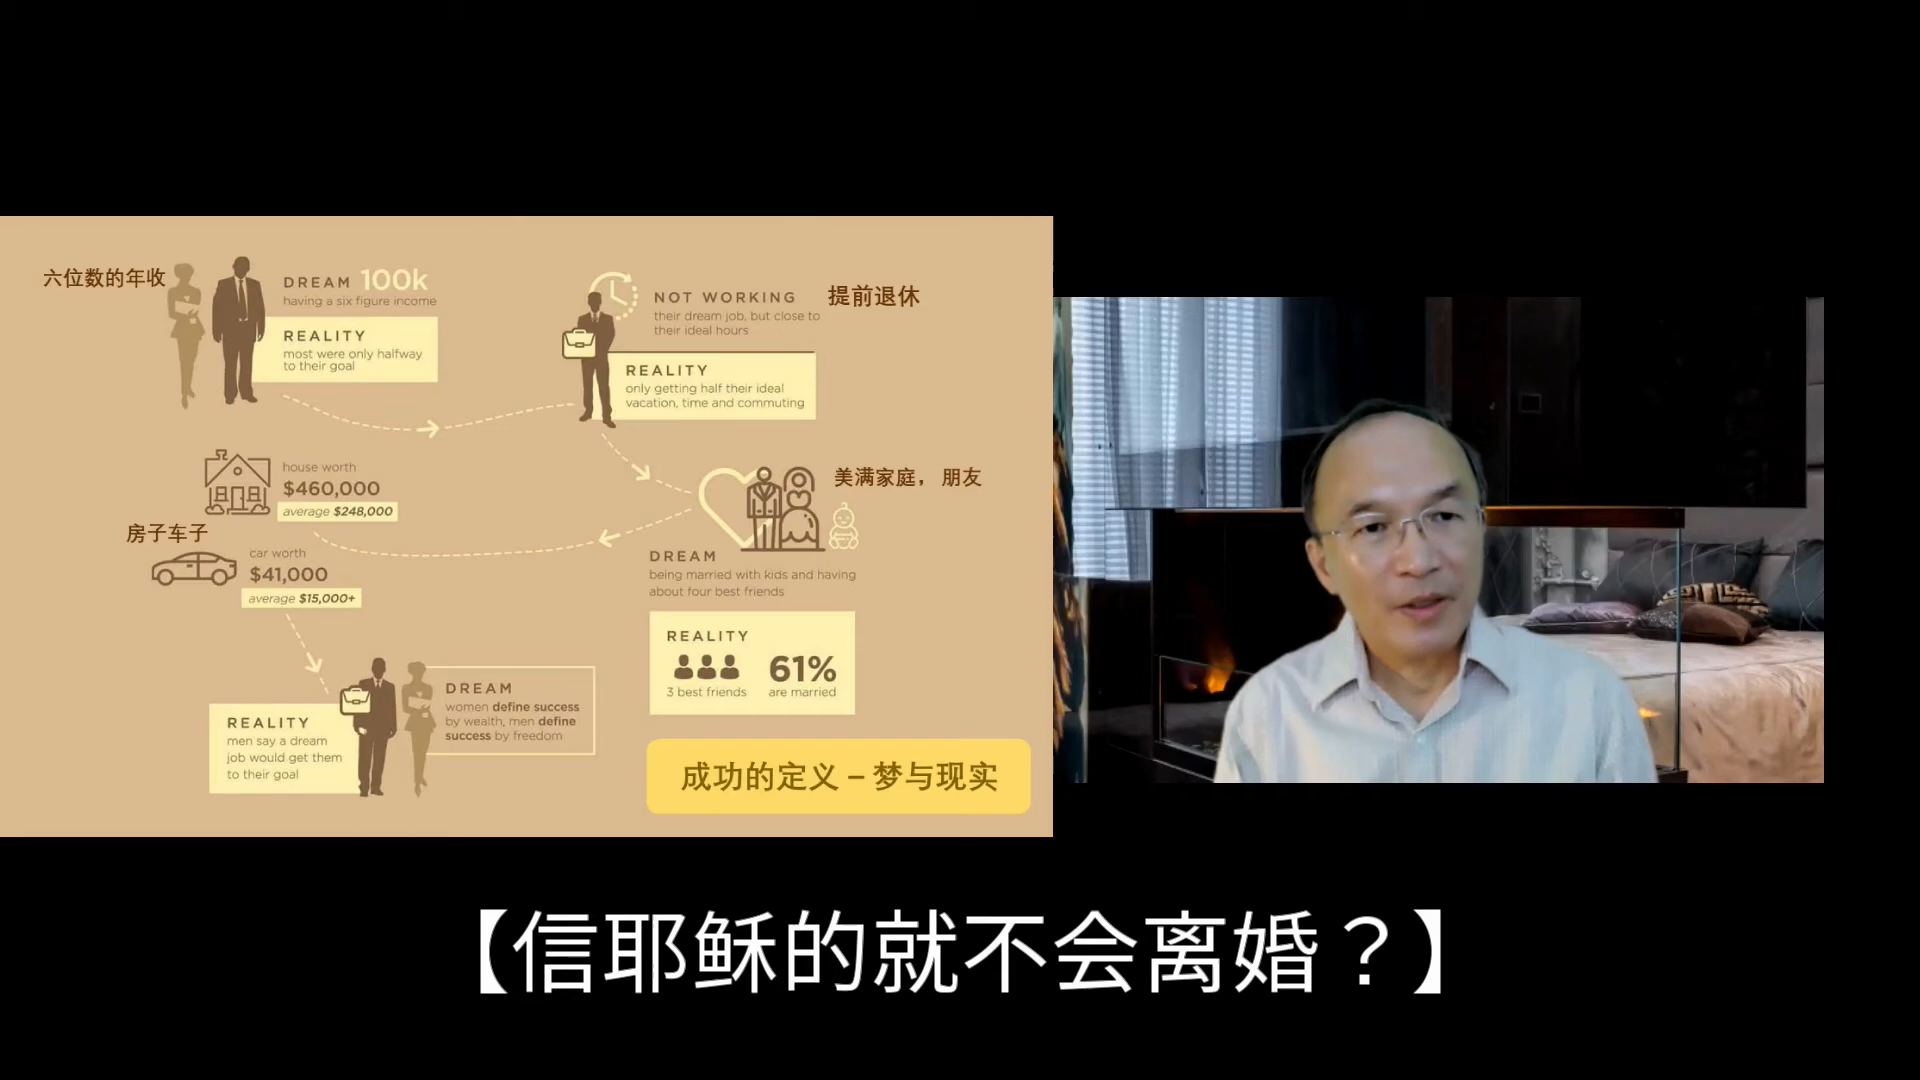 六位数的年收
DREAM 100k
having a six figure income
REALITY
most were only halfway
to their goal
NOT WORKING
their dream job, but close to
their ideal hours
提前退休
REALITY
only getting half their ideal
vacation, time and commuting
house worth
$460,000
average $248,000
房子车子
car worth
$41,000
average $15,000+
美满家庭，朋友
DREAM
being married with kids and having
about four best friends
REALITY
3 best friends
61%
are married
REALITY
men say a dream
job would get them
to their goal
DREAM
women define success
by wealth, men define
success by freedom
成功的定义 – 梦与现实
【信耶稣的就不会离婚？】